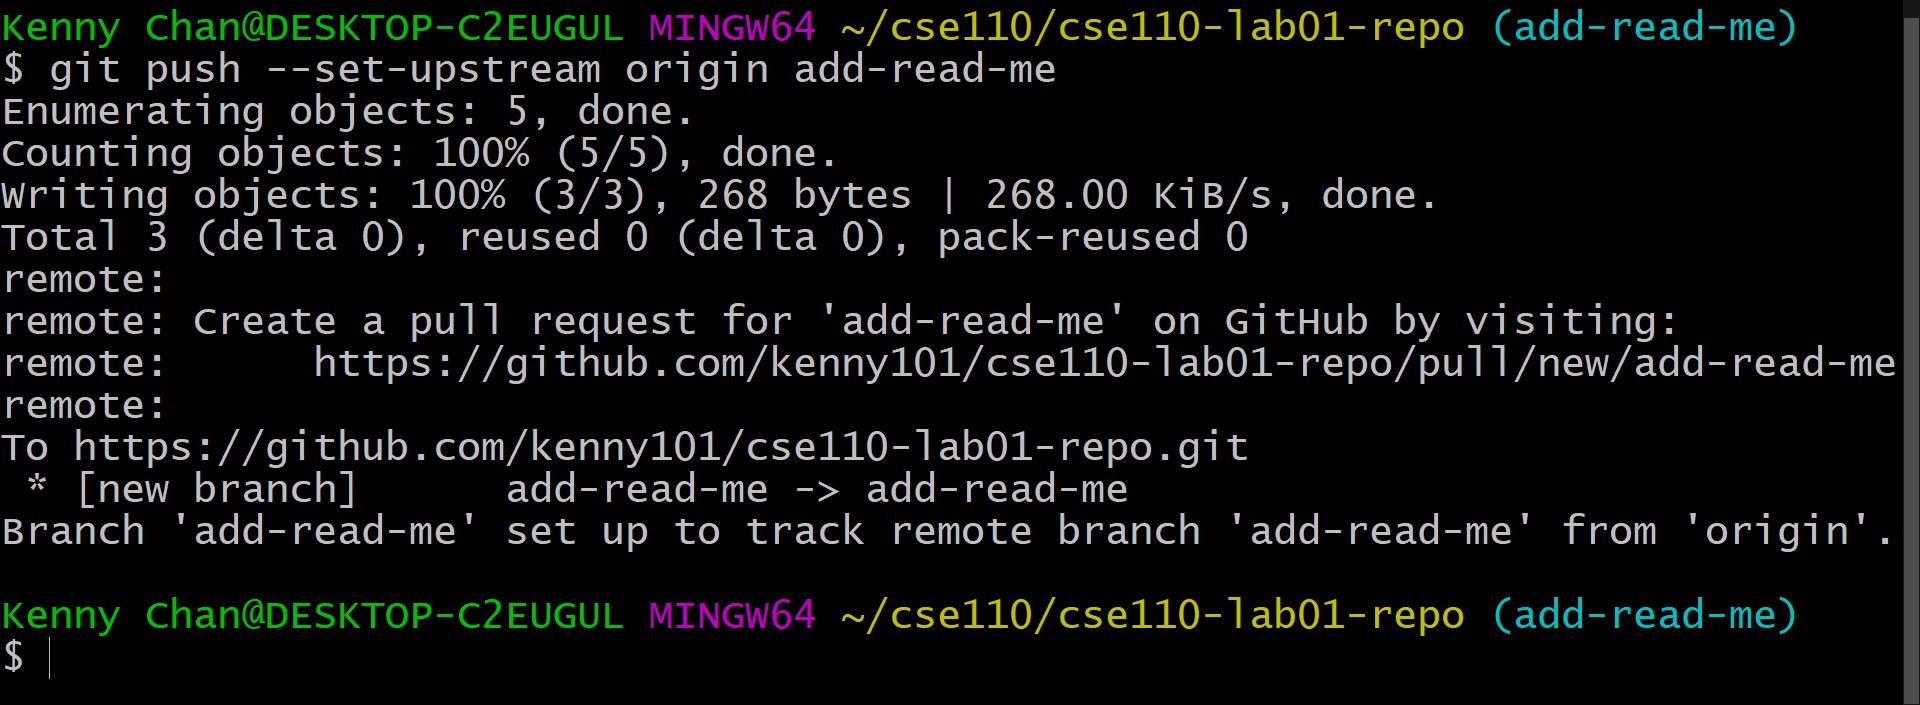 Kenny Chan@DESKTOP-C2EUGUL MINGW64 ~/cse110/cse110-lab01-repo (add-read-me)
$ git push --set-upstream origin add-read-me
Enumerating objects: 5, done.
Counting objects: 100% (5/5), done.
Writing objects: 100% (3/3), 268 bytes | 268.00 KiB/s, done.
Total 3 (delta 0), reused 0 (delta 0), pack-reused 0
remote:
remote: Create a pull request for 'add-read-me' on GitHub by visiting:
remote:      https://github.com/kenny101/cse110-lab01-repo/pull/new/add-read-me
remote:
To https://github.com/kenny101/cse110-lab01-repo.git
 * [new branch]      add-read-me -> add-read-me
Branch 'add-read-me' set up to track remote branch 'add-read-me' from 'origin'.
Kenny Chan@DESKTOP-C2EUGUL MINGW64 ~/cse110/cse110-lab01-repo (add-read-me)
$